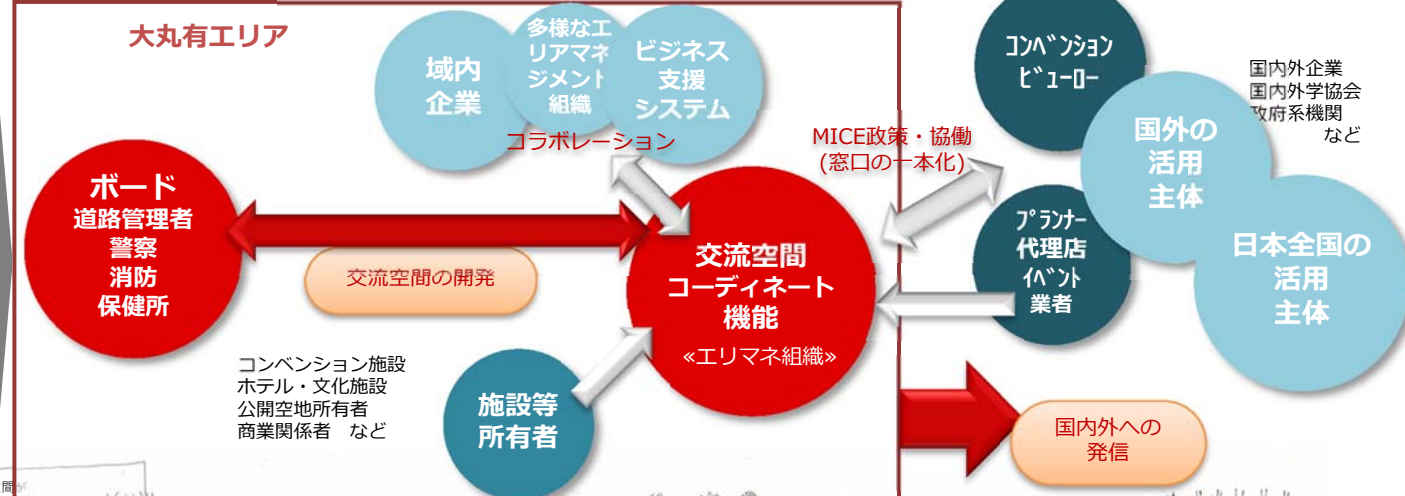 大丸有エリア
域内
企業
多様なエ
リアマネ
ジメント
組織
ビジネス
支援
システム
コラボレーション
ボード
道路管理者
警察
消防
保健所
交流空間の開発
交流空間
コーディネート
機能
«エリマネ組織»
コンベンション施設
ホテル・文化施設
公開空地所有者
商業関係者　など
施設等
所有者
MICE政策・協働
(窓口の一本化)
ｺﾝﾍﾞﾝｼｮﾝ
ﾋﾞｭｰﾛｰ
ﾌﾟﾗﾝﾅｰ
代理店
ｲﾍﾞﾝﾄ
業者
国外の
活用
主体
日本全国の
活用
主体
国内外企業
国内外学協会
政府系機関
など
国内外への
発信